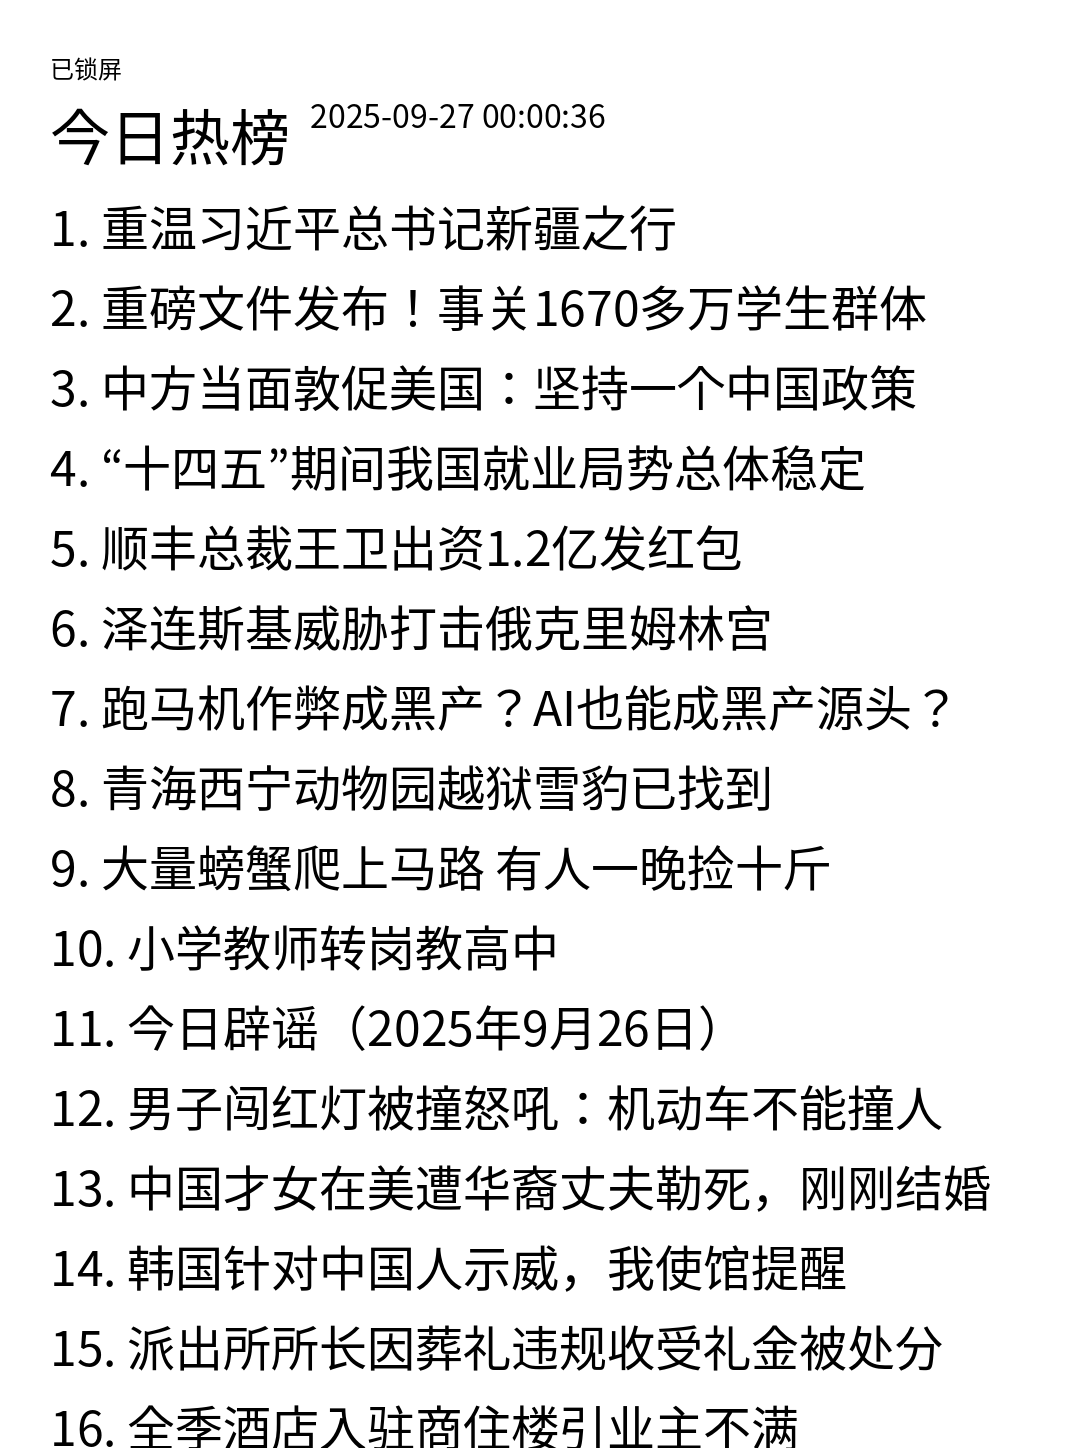 已锁屏
今日热榜 2025-09-27 00:00:36
1. 重温习近平总书记新疆之行
2. 重磅文件发布！事关1670多万学生群体
3. 中方当面敦促美国：坚持一个中国政策
4. “十四五”期间我国就业局势总体稳定
5. 顺丰总裁王卫出资1.2亿发红包
6. 泽连斯基威胁打击俄克里姆林宫
7. 跑马机作弊成黑产？AI也能成黑产源头？
8. 青海西宁动物园越狱雪豹已找到
9. 大量螃蟹爬上马路 有人一晚捡十斤
10. 小学教师转岗教高中
11. 今日辟谣（2025年9月26日）
12. 男子闯红灯被撞怒吼：机动车不能撞人
13. 中国才女在美遭华裔丈夫勒死，刚刚结婚
14. 韩国针对中国人示威，我使馆提醒
15. 派出所所长因葬礼违规收受礼金被处分
16. 全季酒店入驻商住楼引业主不满